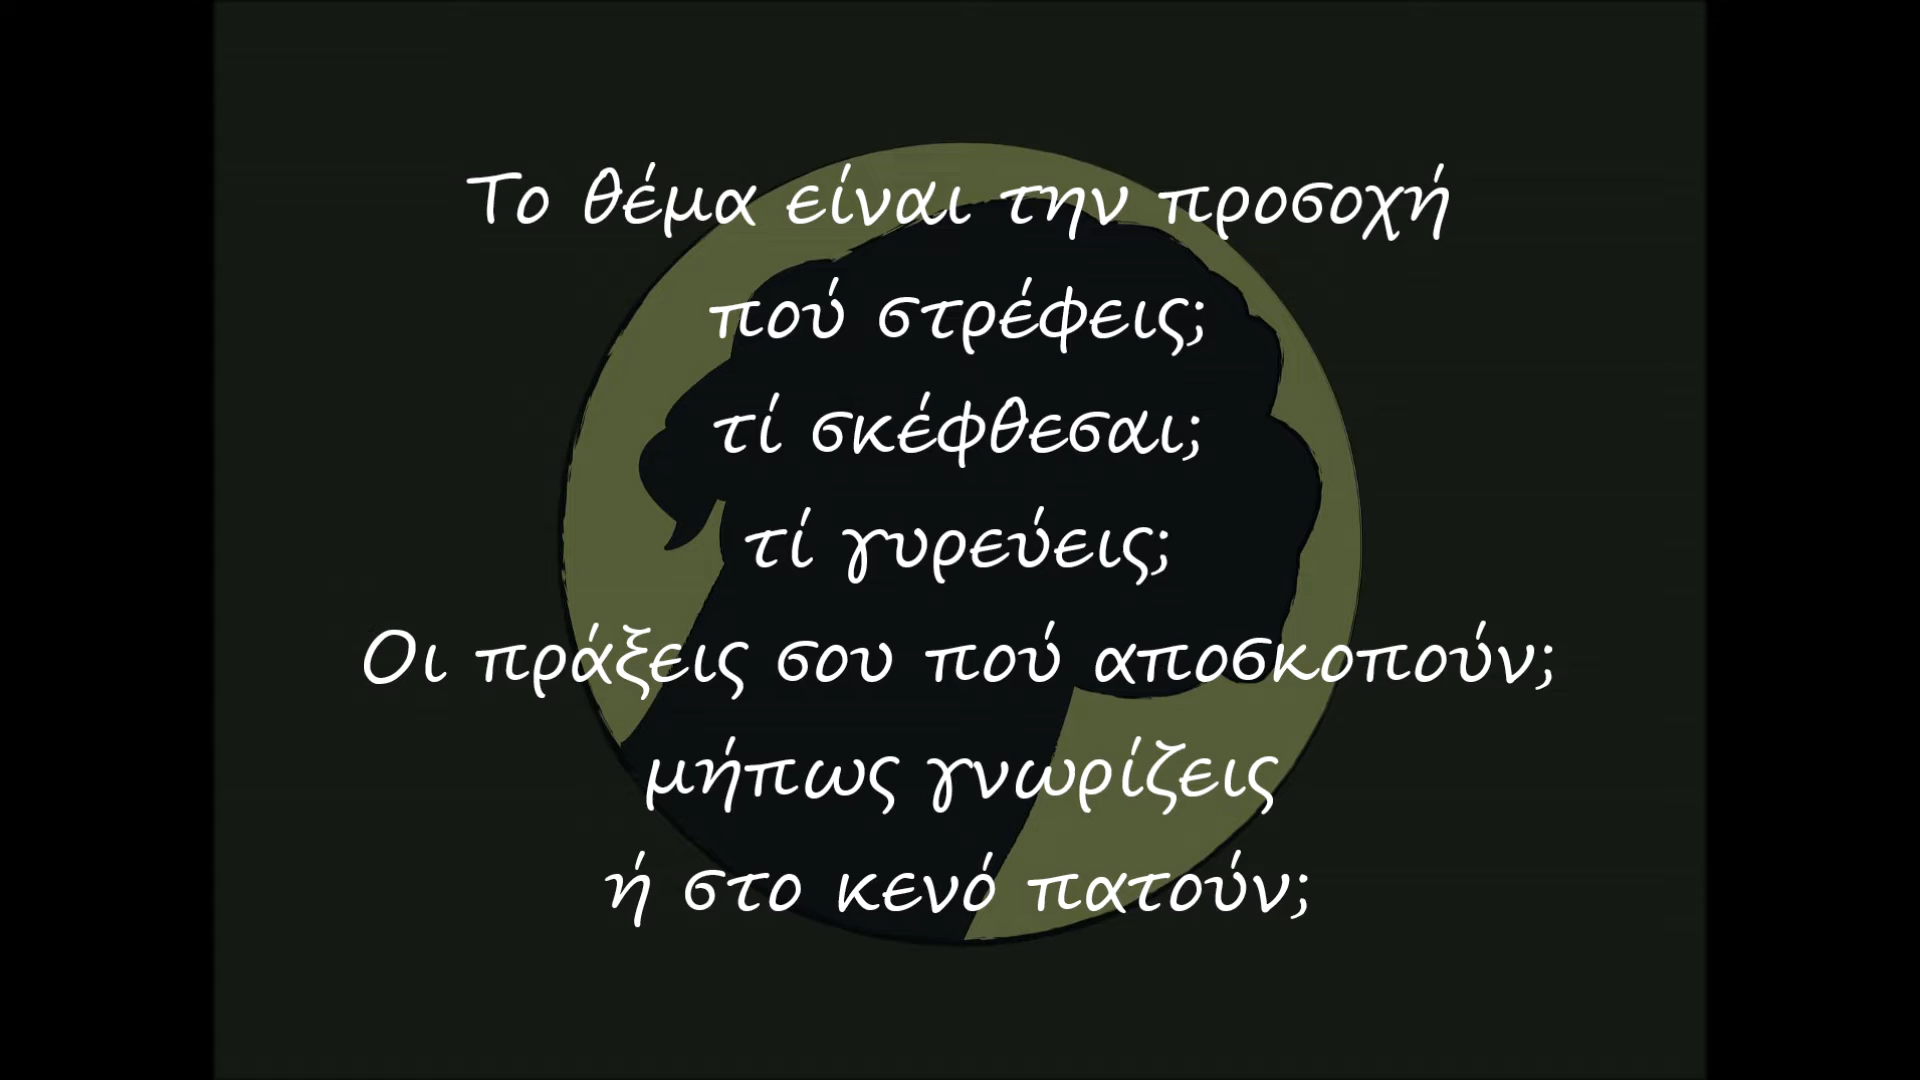 Το θέμα είναι την προσοχή
πού στρέφεις;
τί σκέφθεσαι;
τί γυρεύεις;
Οι πράξεις σου πού αποσκοπούν;
μήπως γνωρίζεις
ή στο κενό πατούν;